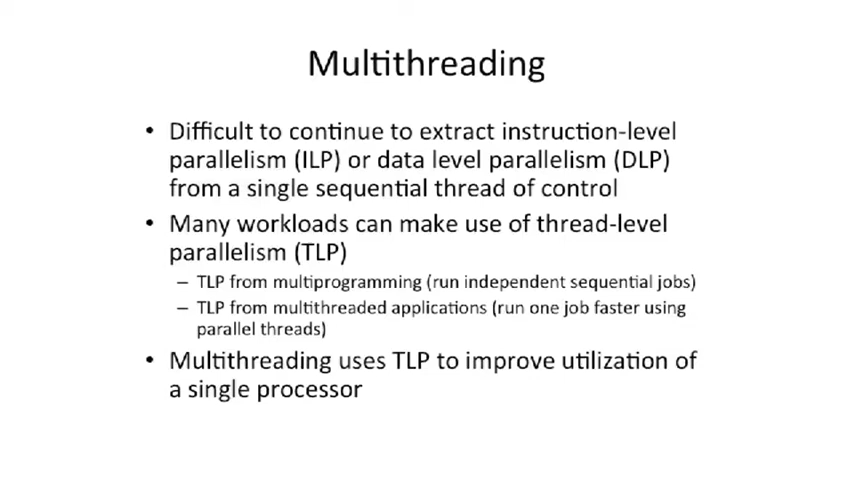 Multithreading
• Difficult to continue to extract instruction-level
parallelism (ILP) or data level parallelism (DLP)
from a single sequential thread of control
• Many workloads can make use of thread-level
parallelism (TLP)
– TLP from multiprogramming (run independent sequential jobs)
– TLP from multithreaded applications (run one job faster using
parallel threads)
• Multithreading uses TLP to improve utilization of
a single processor